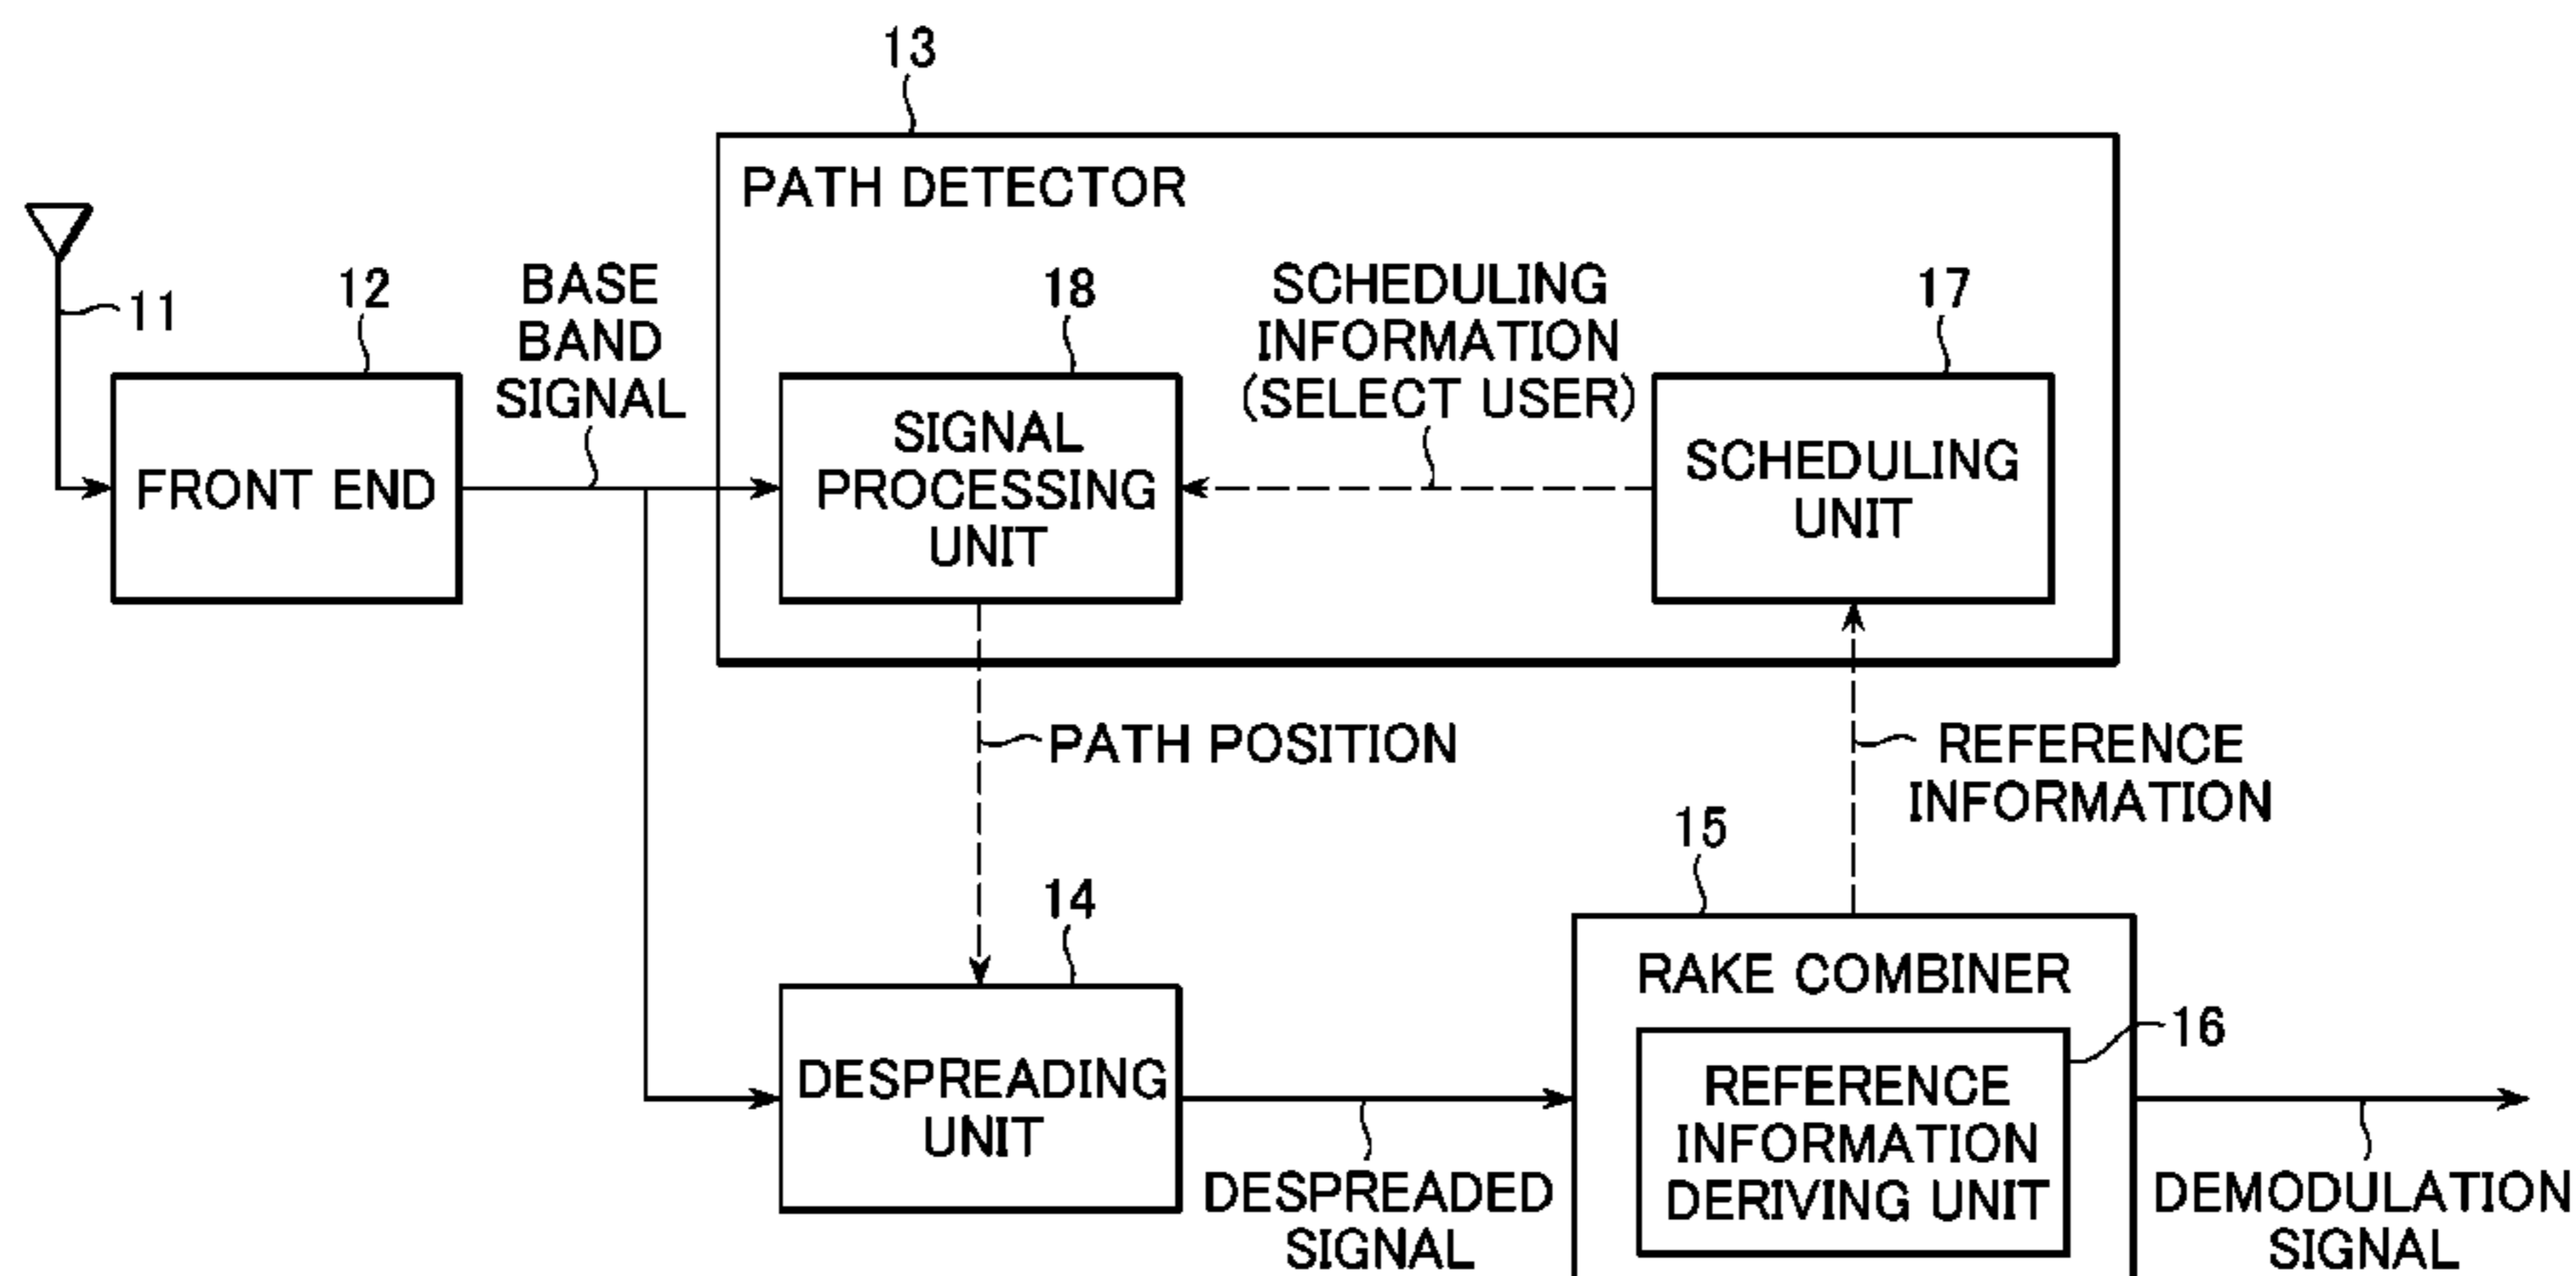 13
PATH DETECTOR
11
12
BASE
BAND
SIGNAL
18
SCHEDULING
INFORMATION
(SELECT USER)
17
FRONT END
SIGNAL
PROCESSING
UNIT
SCHEDULING
UNIT
PATH POSITION
REFERENCE
INFORMATION
14
15
RAKE COMBINER
16
DESPREADING
UNIT
REFERENCE
INFORMATION
DERIVING UNIT
DESPREADED
SIGNAL
DEMODULATION
SIGNAL